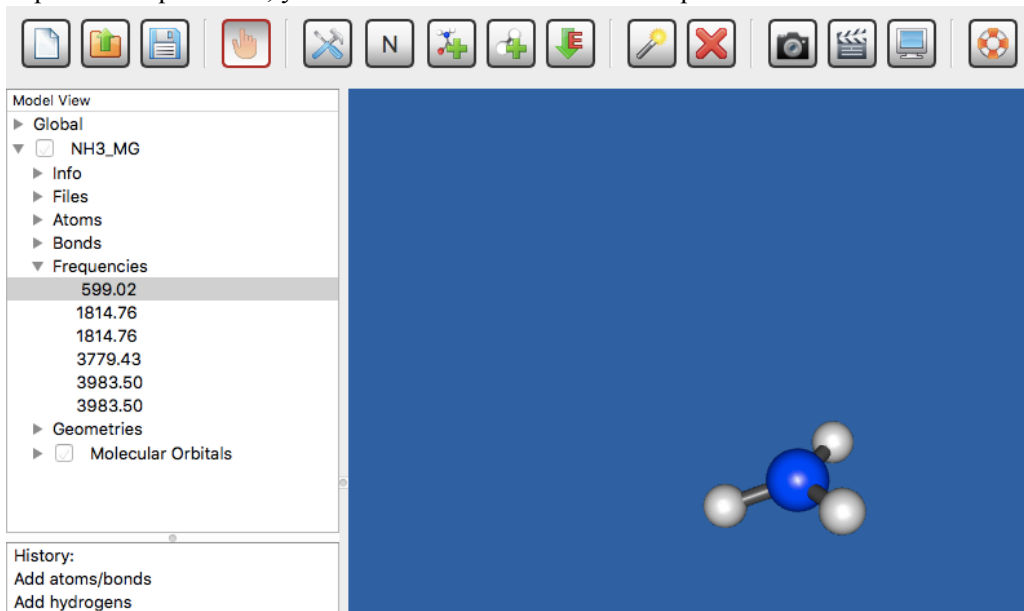 N
E
Model View
Global
NH3_MG
Info
Files
Atoms
Bonds
Frequencies
599.02
1814.76
1814.76
3779.43
3983.50
3983.50
Geometries
Molecular Orbitals
History:
Add atoms/bonds
Add hydrogens